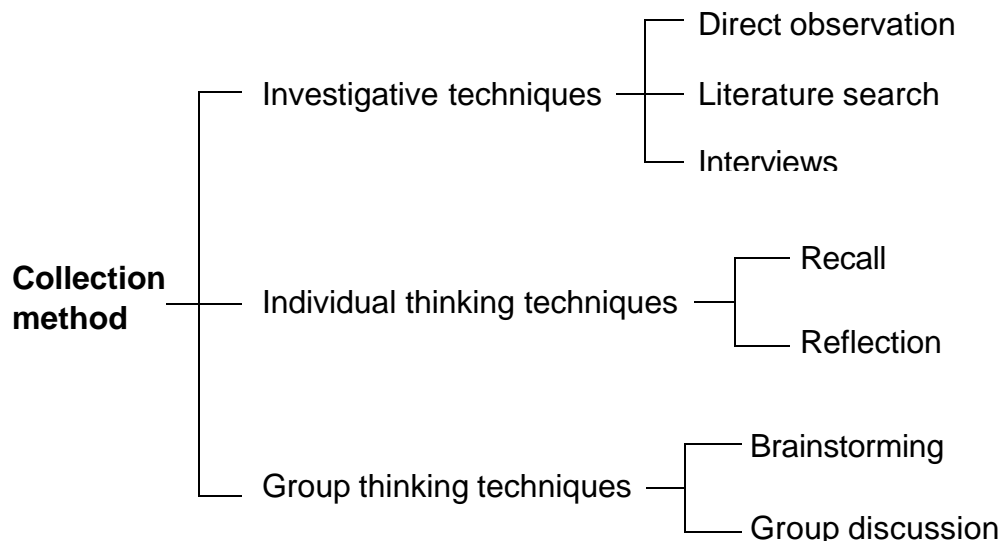 Direct observation
Investigative techniques
Literature search
Interviews
Collection
method
Individual thinking techniques
Recall
Reflection
Group thinking techniques
Brainstorming
Group discussion